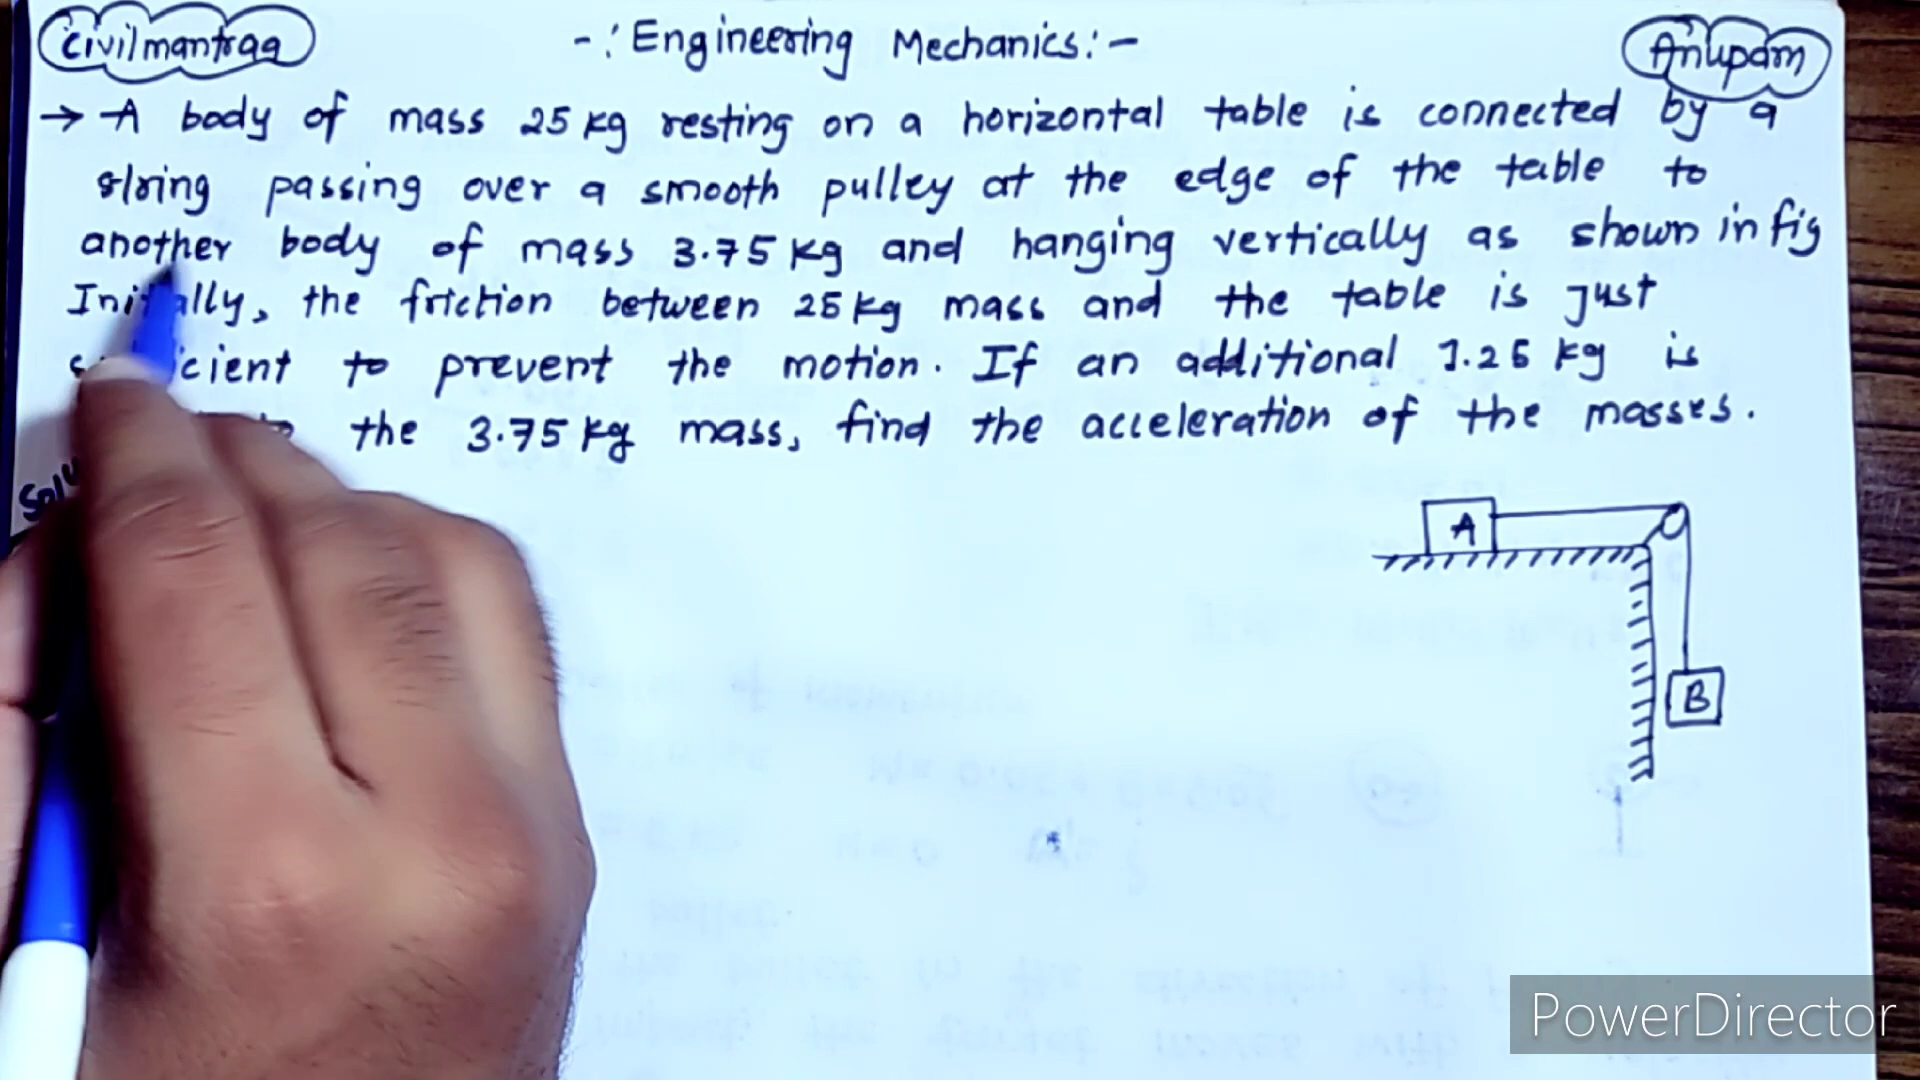 Civilmantraa
-: Engineering Mechanics:-
Anupam
→ A body of mass 25 kg resting on a horizontal table is connected by a
string passing over a smooth pulley at the edge of the table to
another body of mass 3.75 kg and hanging vertically as shown in fig
the friction between 25 kg mass and the table is just
to prevent the motion. If an additional 1.25 kg is
the 3.75 kg mass, find the acceleration of the masses.
A
B
PowerDirector